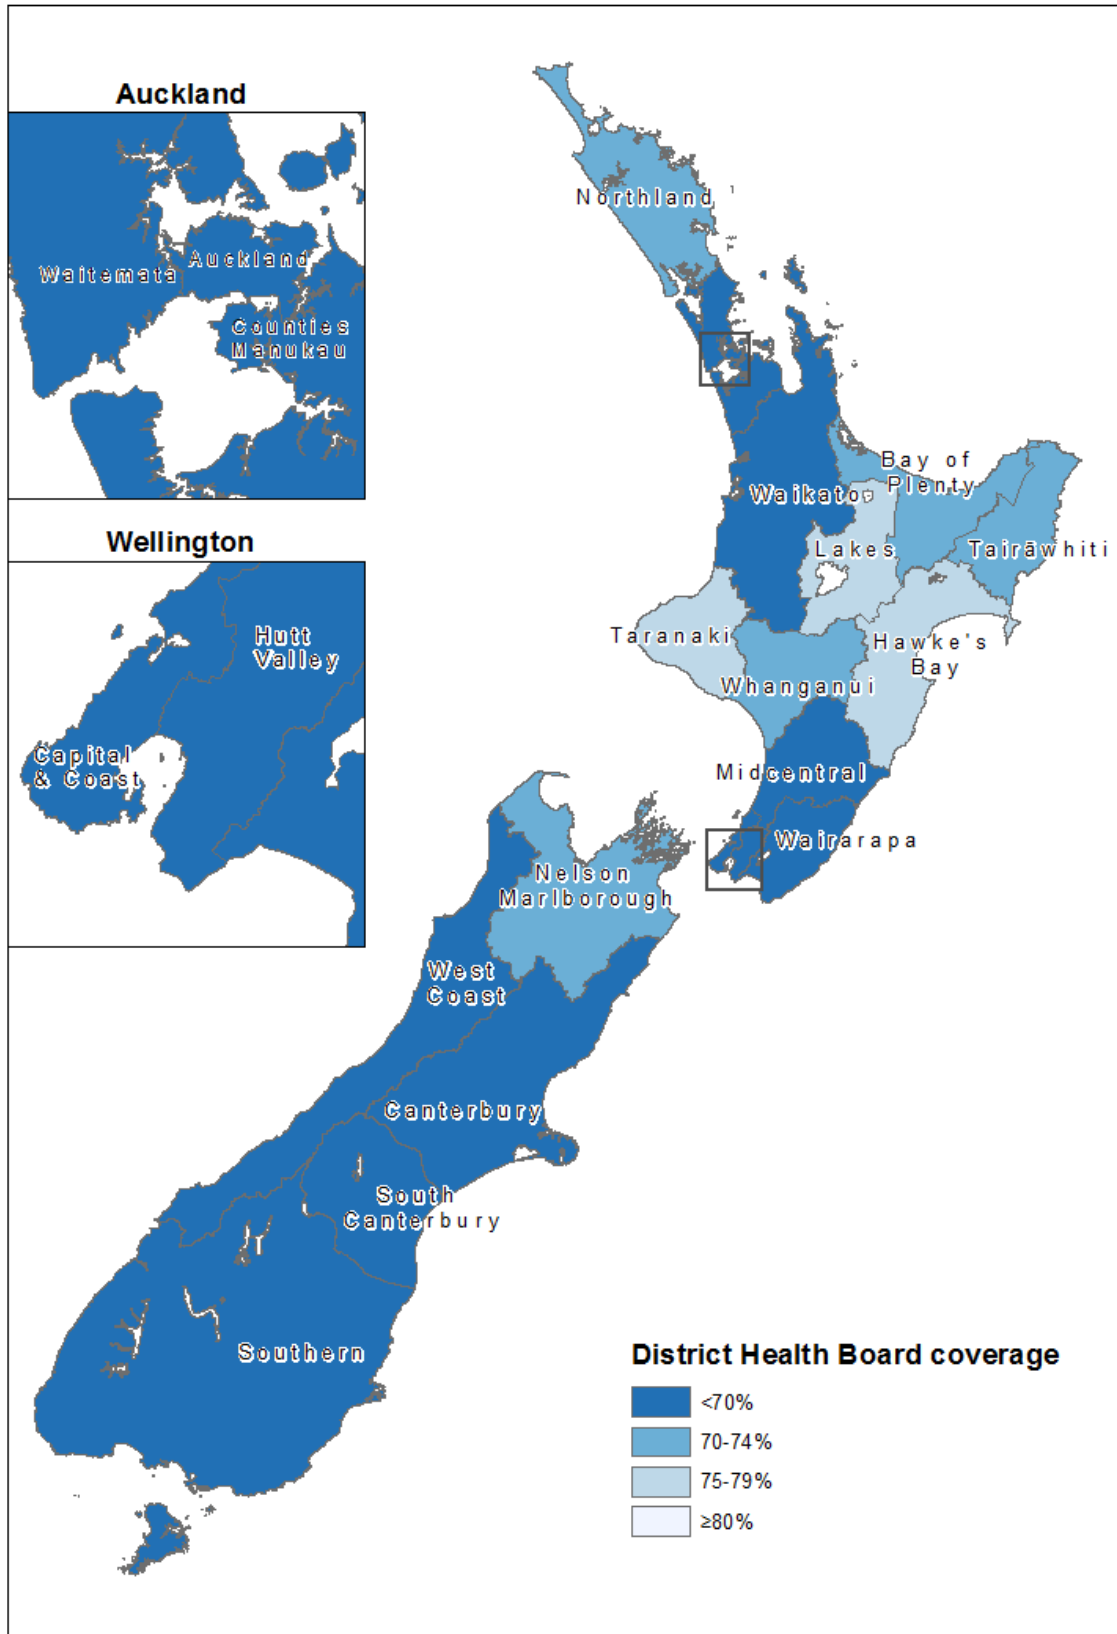 Auckland
Waitematā
Auckland
Counties
Manukau
Wellington
Hutt
Valley
Capital
& Coast
Northland
Bay of
Plenty
Waikato
Lakes
Tairāwhiti
Taranaki
Hawke's
Bay
Whanganui
Midcentral
Wairarapa
Nelson
Marlborough
West
Coast
Canterbury
South
Canterbury
Southern
District Health Board coverage
<70%
70-74%
75-79%
≥80%